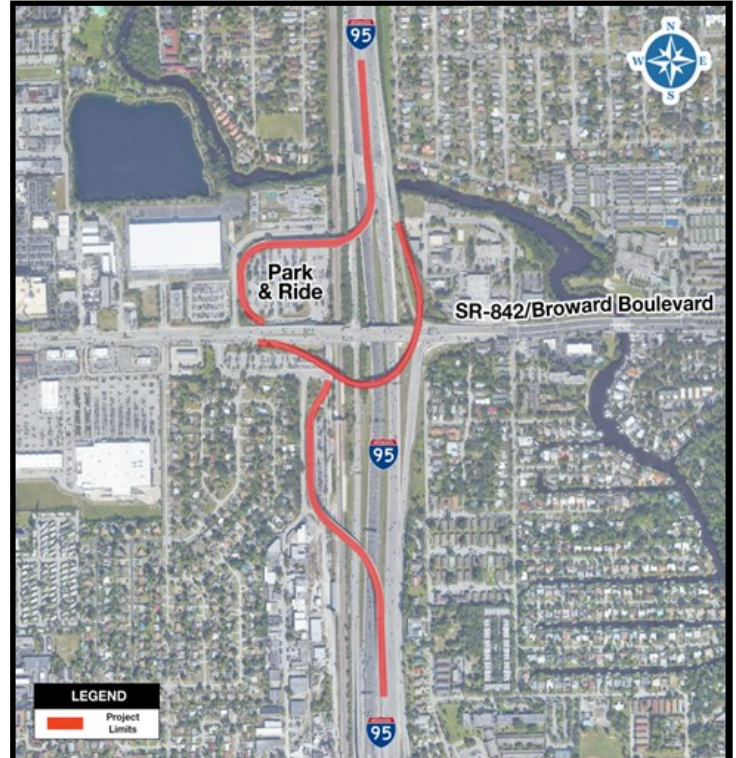 95
N
W E
S
Park
& Ride
SR-842/Broward Boulevard
95
LEGEND
Project
Limits
95